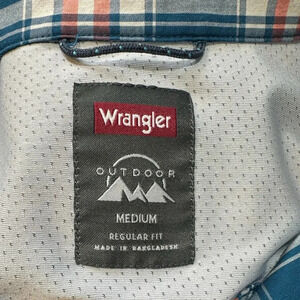 Wrangler
OUTDOOR
MEDIUM
REGULAR FIT
MADE IN BANGLADESH